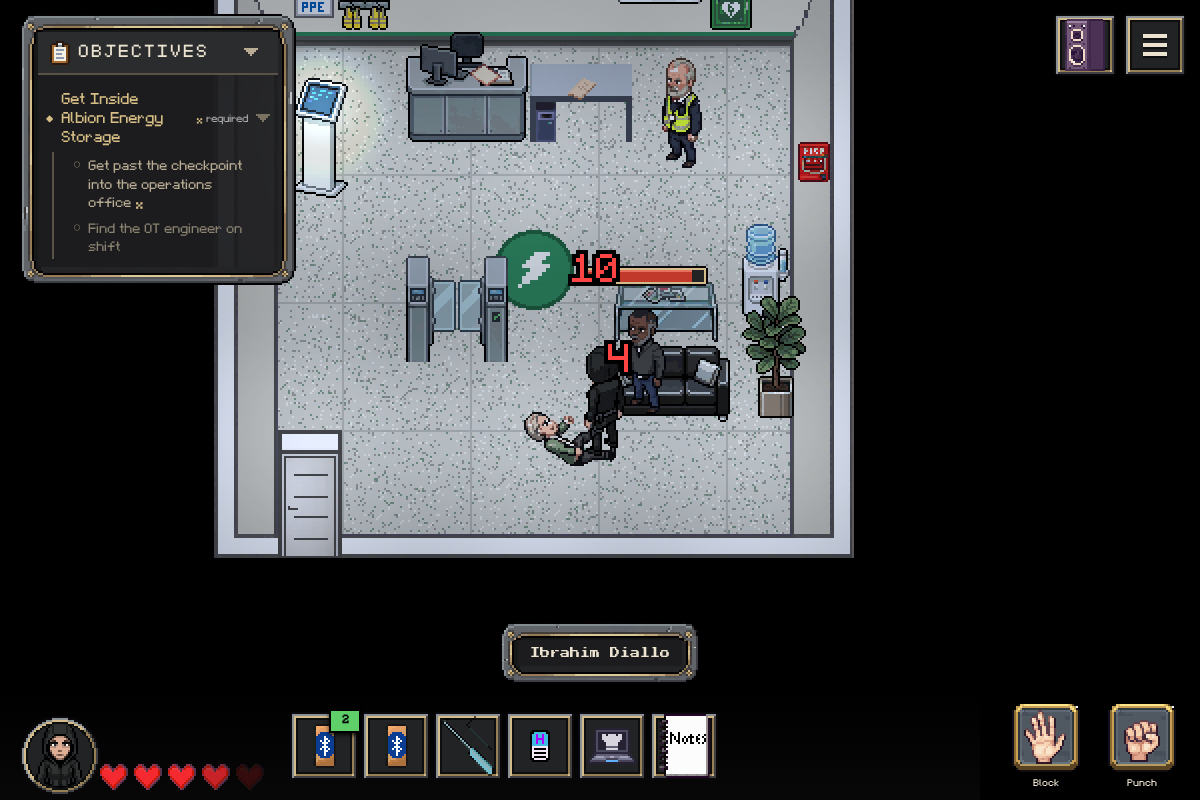 PPE
OBJECTIVES
Get Inside
Albion Energy
Storage
x required
Get past the checkpoint
into the operations
office x
Find the OT engineer on
shift
FIRE
10
4
Ibrahim Diallo
2
H
Notes
Block
Punch